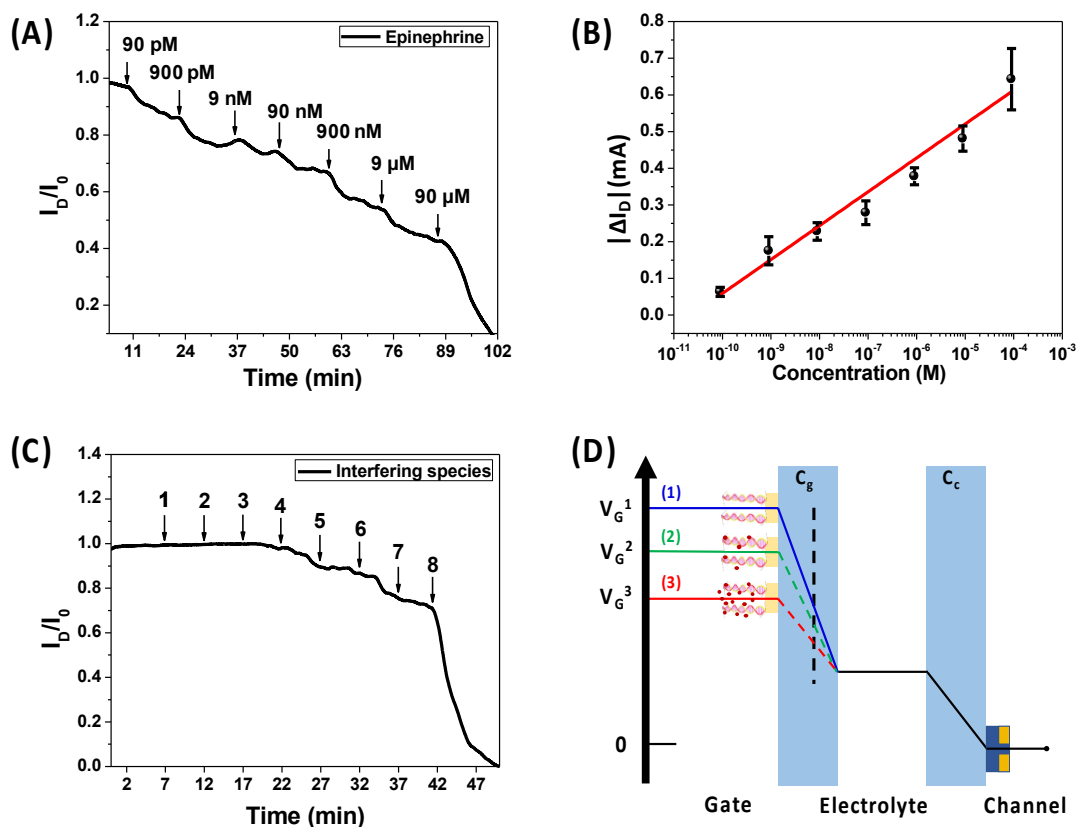 (A)
Epinephrine
90 pM
900 pM
9 nM
90 nM
900 nM
9 µM
90 µM
1.2
1.0
0.8
0.6
0.4
0.2
I_D/I_0
11 24 37 50 63 76 89 102
Time (min)
(B)
0.8
0.7
0.6
0.5
0.4
0.3
0.2
0.1
0.0
|ΔI_D| (mA)
10^-11 10^-10 10^-9 10^-8 10^-7 10^-6 10^-5 10^-4 10^-3
Concentration (M)
(C)
Interfering species
1 2 3 4 5 6 7 8
1.4
1.2
1.0
0.8
0.6
0.4
0.2
0.0
I_D/I_0
2 7 12 17 22 27 32 37 42 47
Time (min)
(D)
C_g C_c
V_G^1 (1)
V_G^2 (2)
V_G^3 (3)
0
Gate Electrolyte Channel